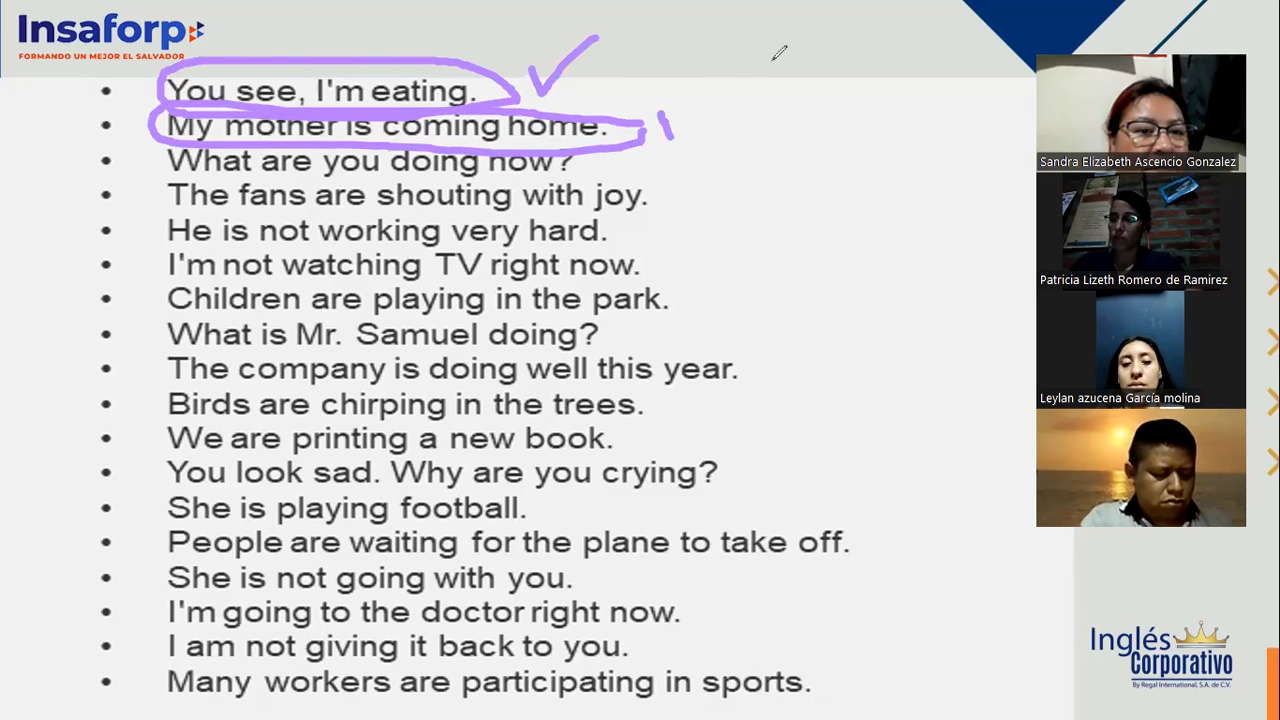 Insaforp
FORMANDO UN MEJOR EL SALVADOR
• You see, I'm eating.
• My mother is coming home.
• What are you doing now?
• The fans are shouting with joy.
• He is not working very hard.
• I'm not watching TV right now.
• Children are playing in the park.
• What is Mr. Samuel doing?
• The company is doing well this year.
• Birds are chirping in the trees.
• We are printing a new book.
• You look sad. Why are you crying?
• She is playing football.
• People are waiting for the plane to take off.
• She is not going with you.
• I'm going to the doctor right now.
• I am not giving it back to you.
• Many workers are participating in sports.
Sandra Elizabeth Ascencio Gonzalez
Patricia Lizeth Romero de Ramirez
Leylan azucena García molina
Inglés
Corporativo
By Regal International, S.A. de C.V.